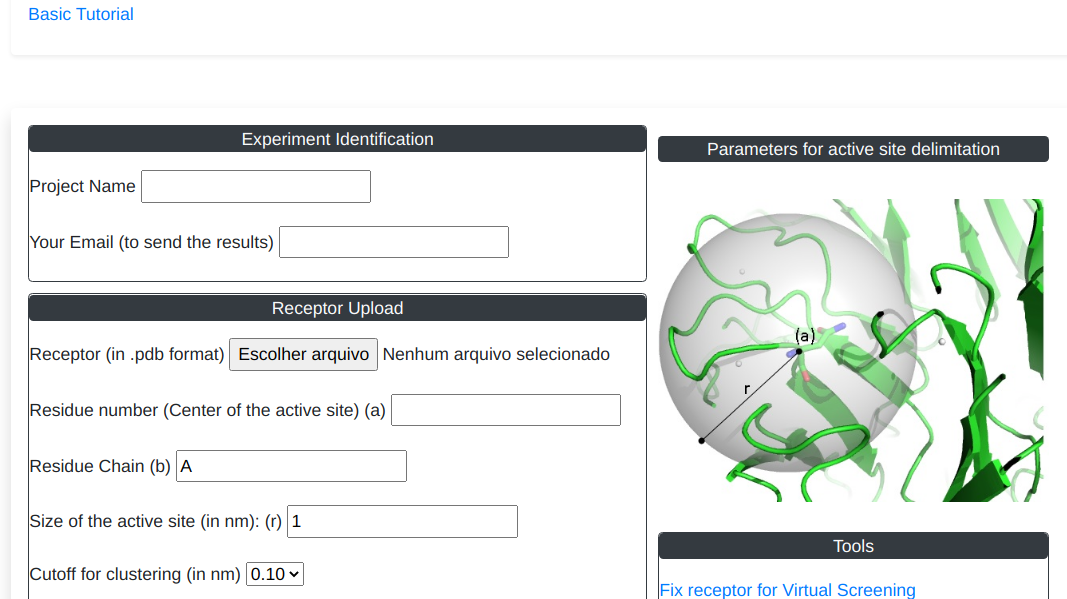 Basic Tutorial
Experiment Identification
Project Name
Your Email (to send the results)
Receptor Upload
Receptor (in .pdb format) Escolher arquivo Nenhum arquivo selecionado
Residue number (Center of the active site) (a)
Residue Chain (b) A
Size of the active site (in nm): (r) 1
Cutoff for clustering (in nm) 0.10
Parameters for active site delimitation
(a)
r
Tools
Fix receptor for Virtual Screening